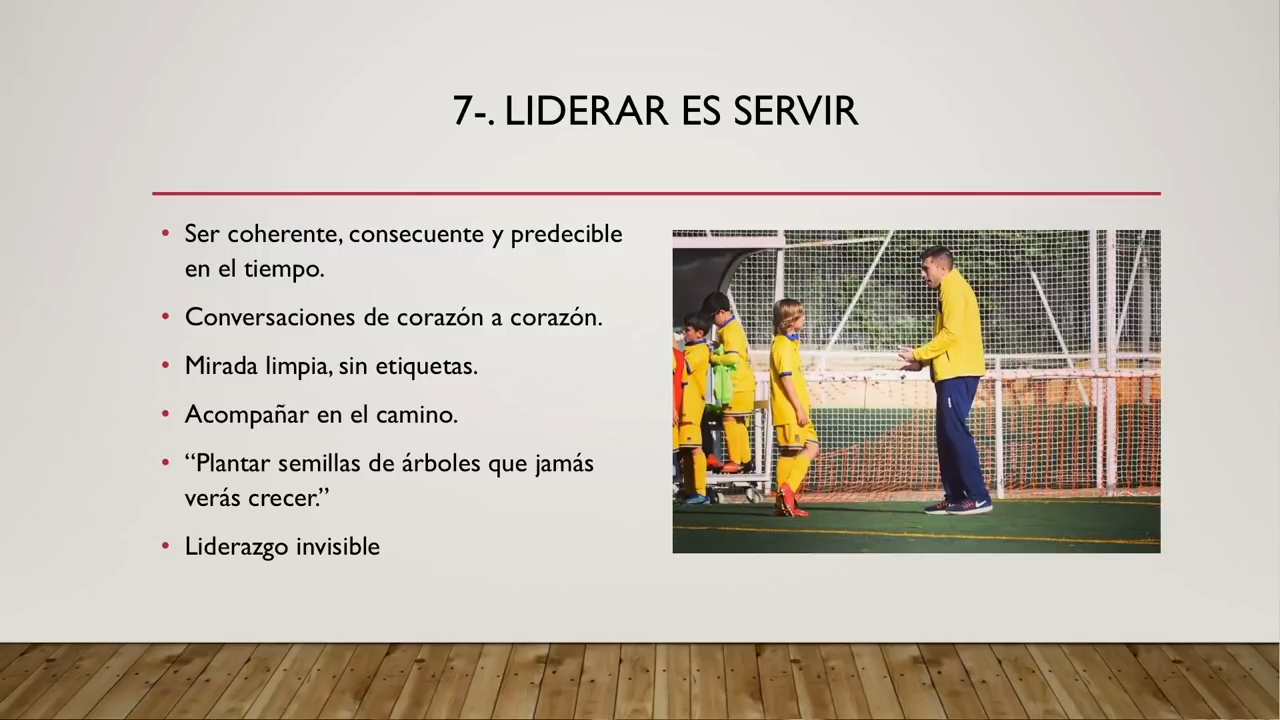 7-. LIDERAR ES SERVIR
• Ser coherente, consecuente y predecible
en el tiempo.
• Conversaciones de corazón a corazón.
• Mirada limpia, sin etiquetas.
• Acompañar en el camino.
• “Plantar semillas de árboles que jamás
verás crecer.”
• Liderazgo invisible